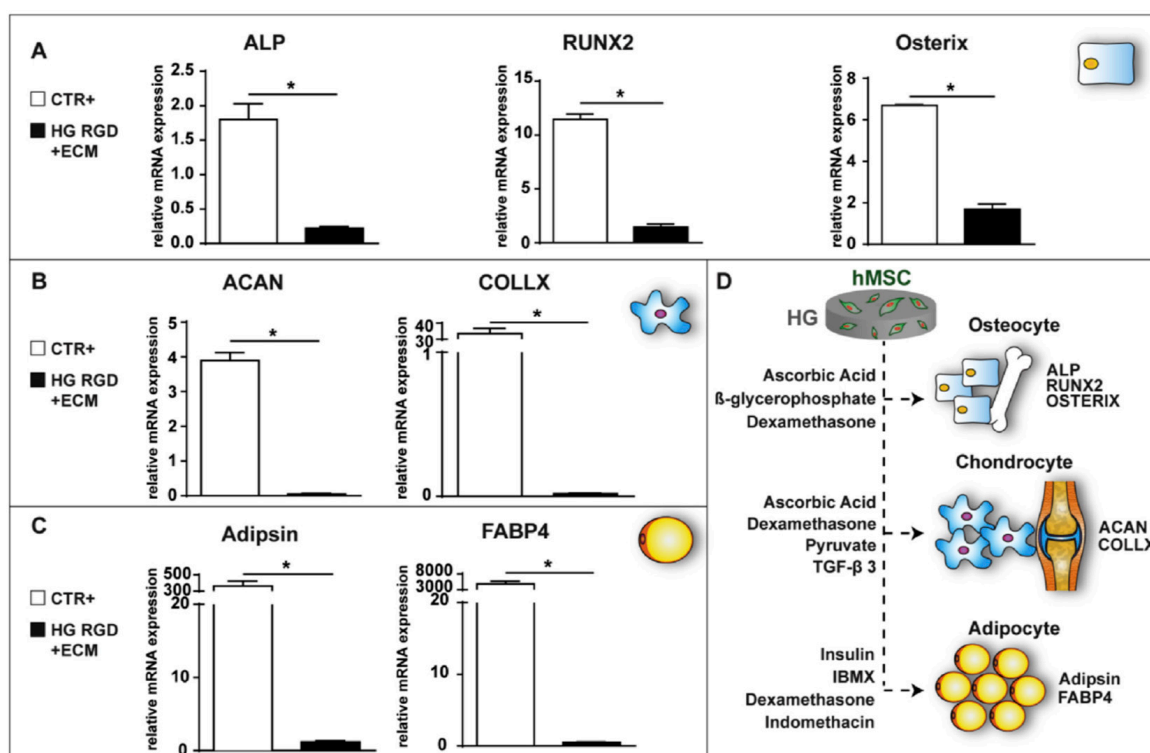 A
CTR+
HG RGD
+ECM
ALP
relative mRNA expression
2.5
2.0
1.5
1.0
0.5
0.0
*
RUNX2
relative mRNA expression
15
10
5
0
*
Osterix
relative mRNA expression
8
6
4
2
0
*
B
CTR+
HG RGD
+ECM
ACAN
relative mRNA expression
5
4
3
2
1
0
*
COLLX
relative mRNA expression
40
30
1
0
*
C
CTR+
HG RGD
+ECM
Adipsin
relative mRNA expression
500
300
20
10
0
*
FABP4
relative mRNA expression
8000
3000
20
10
0
*
D
hMSC
HG
Ascorbic Acid
ß-glycerophosphate
Dexamethasone
Osteocyte
ALP
RUNX2
OSTERIX
Ascorbic Acid
Dexamethasone
Pyruvate
TGF-β 3
Chondrocyte
ACAN
COLLX
Insulin
IBMX
Dexamethasone
Indomethacin
Adipocyte
Adipsin
FABP4